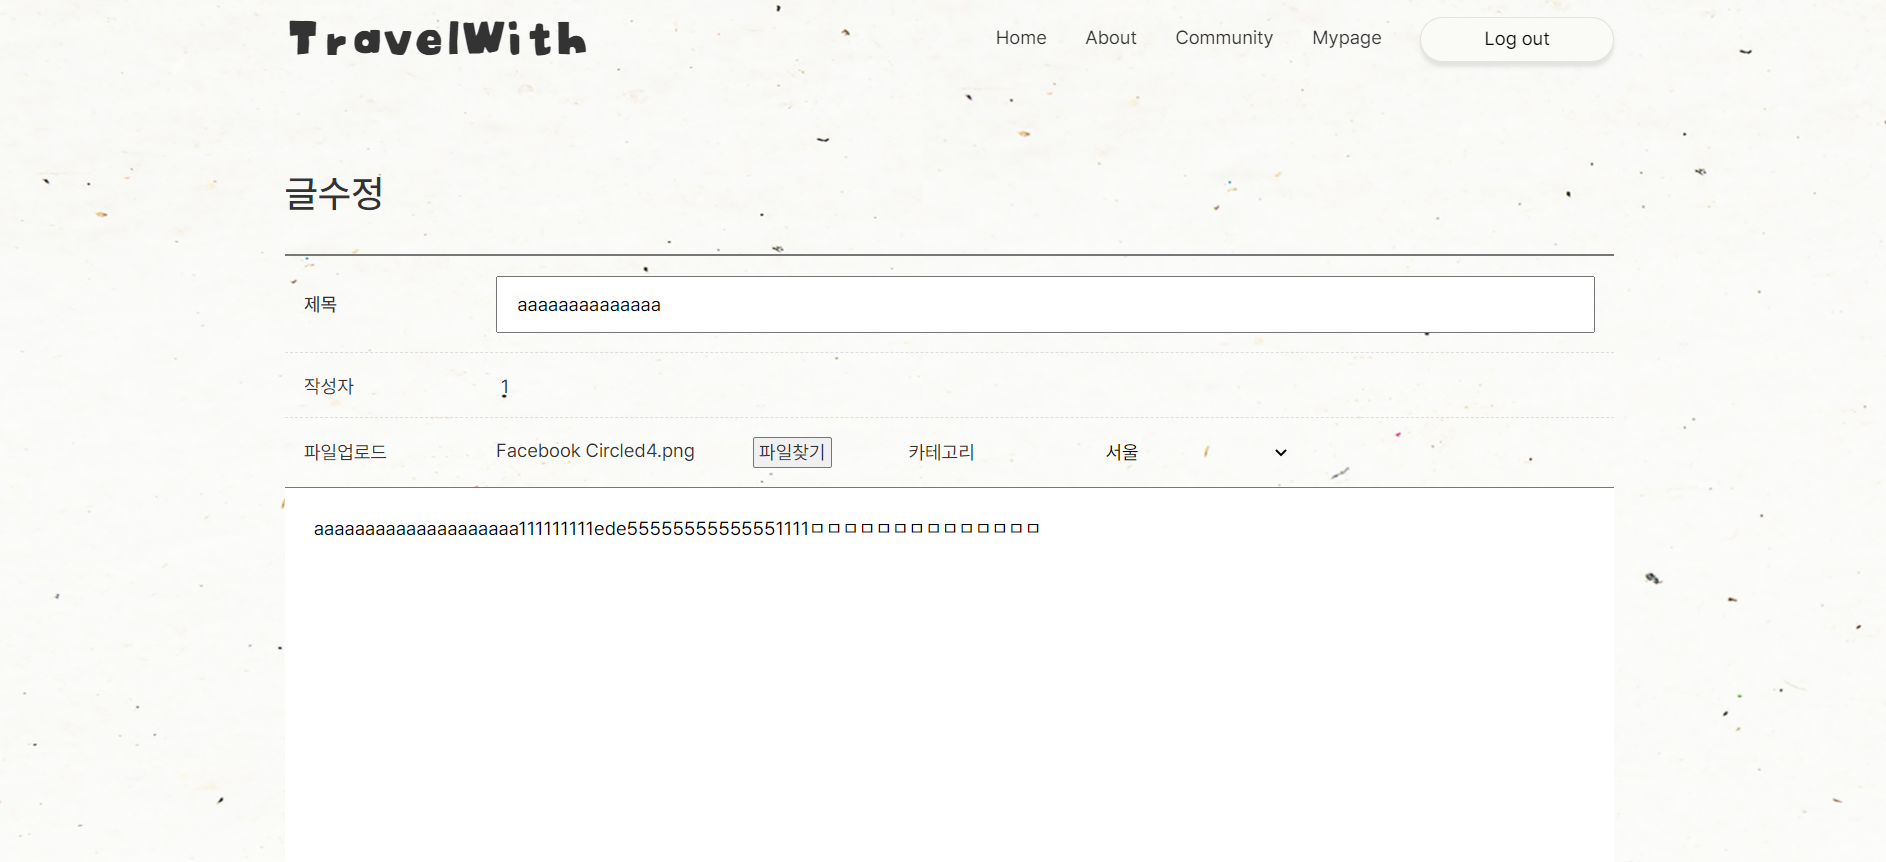 TravelWith
Home About Community Mypage Log out
글수정
제목 aaaaaaaaaaaaaa
작성자 1
파일업로드 Facebook Circled4.png 파일찾기 카테고리 서울
aaaaaaaaaaaaaaaaaaaa111111111ede55555555555551111ㅁㅁㅁㅁㅁㅁㅁㅁㅁㅁㅁㅁㅁㅁ